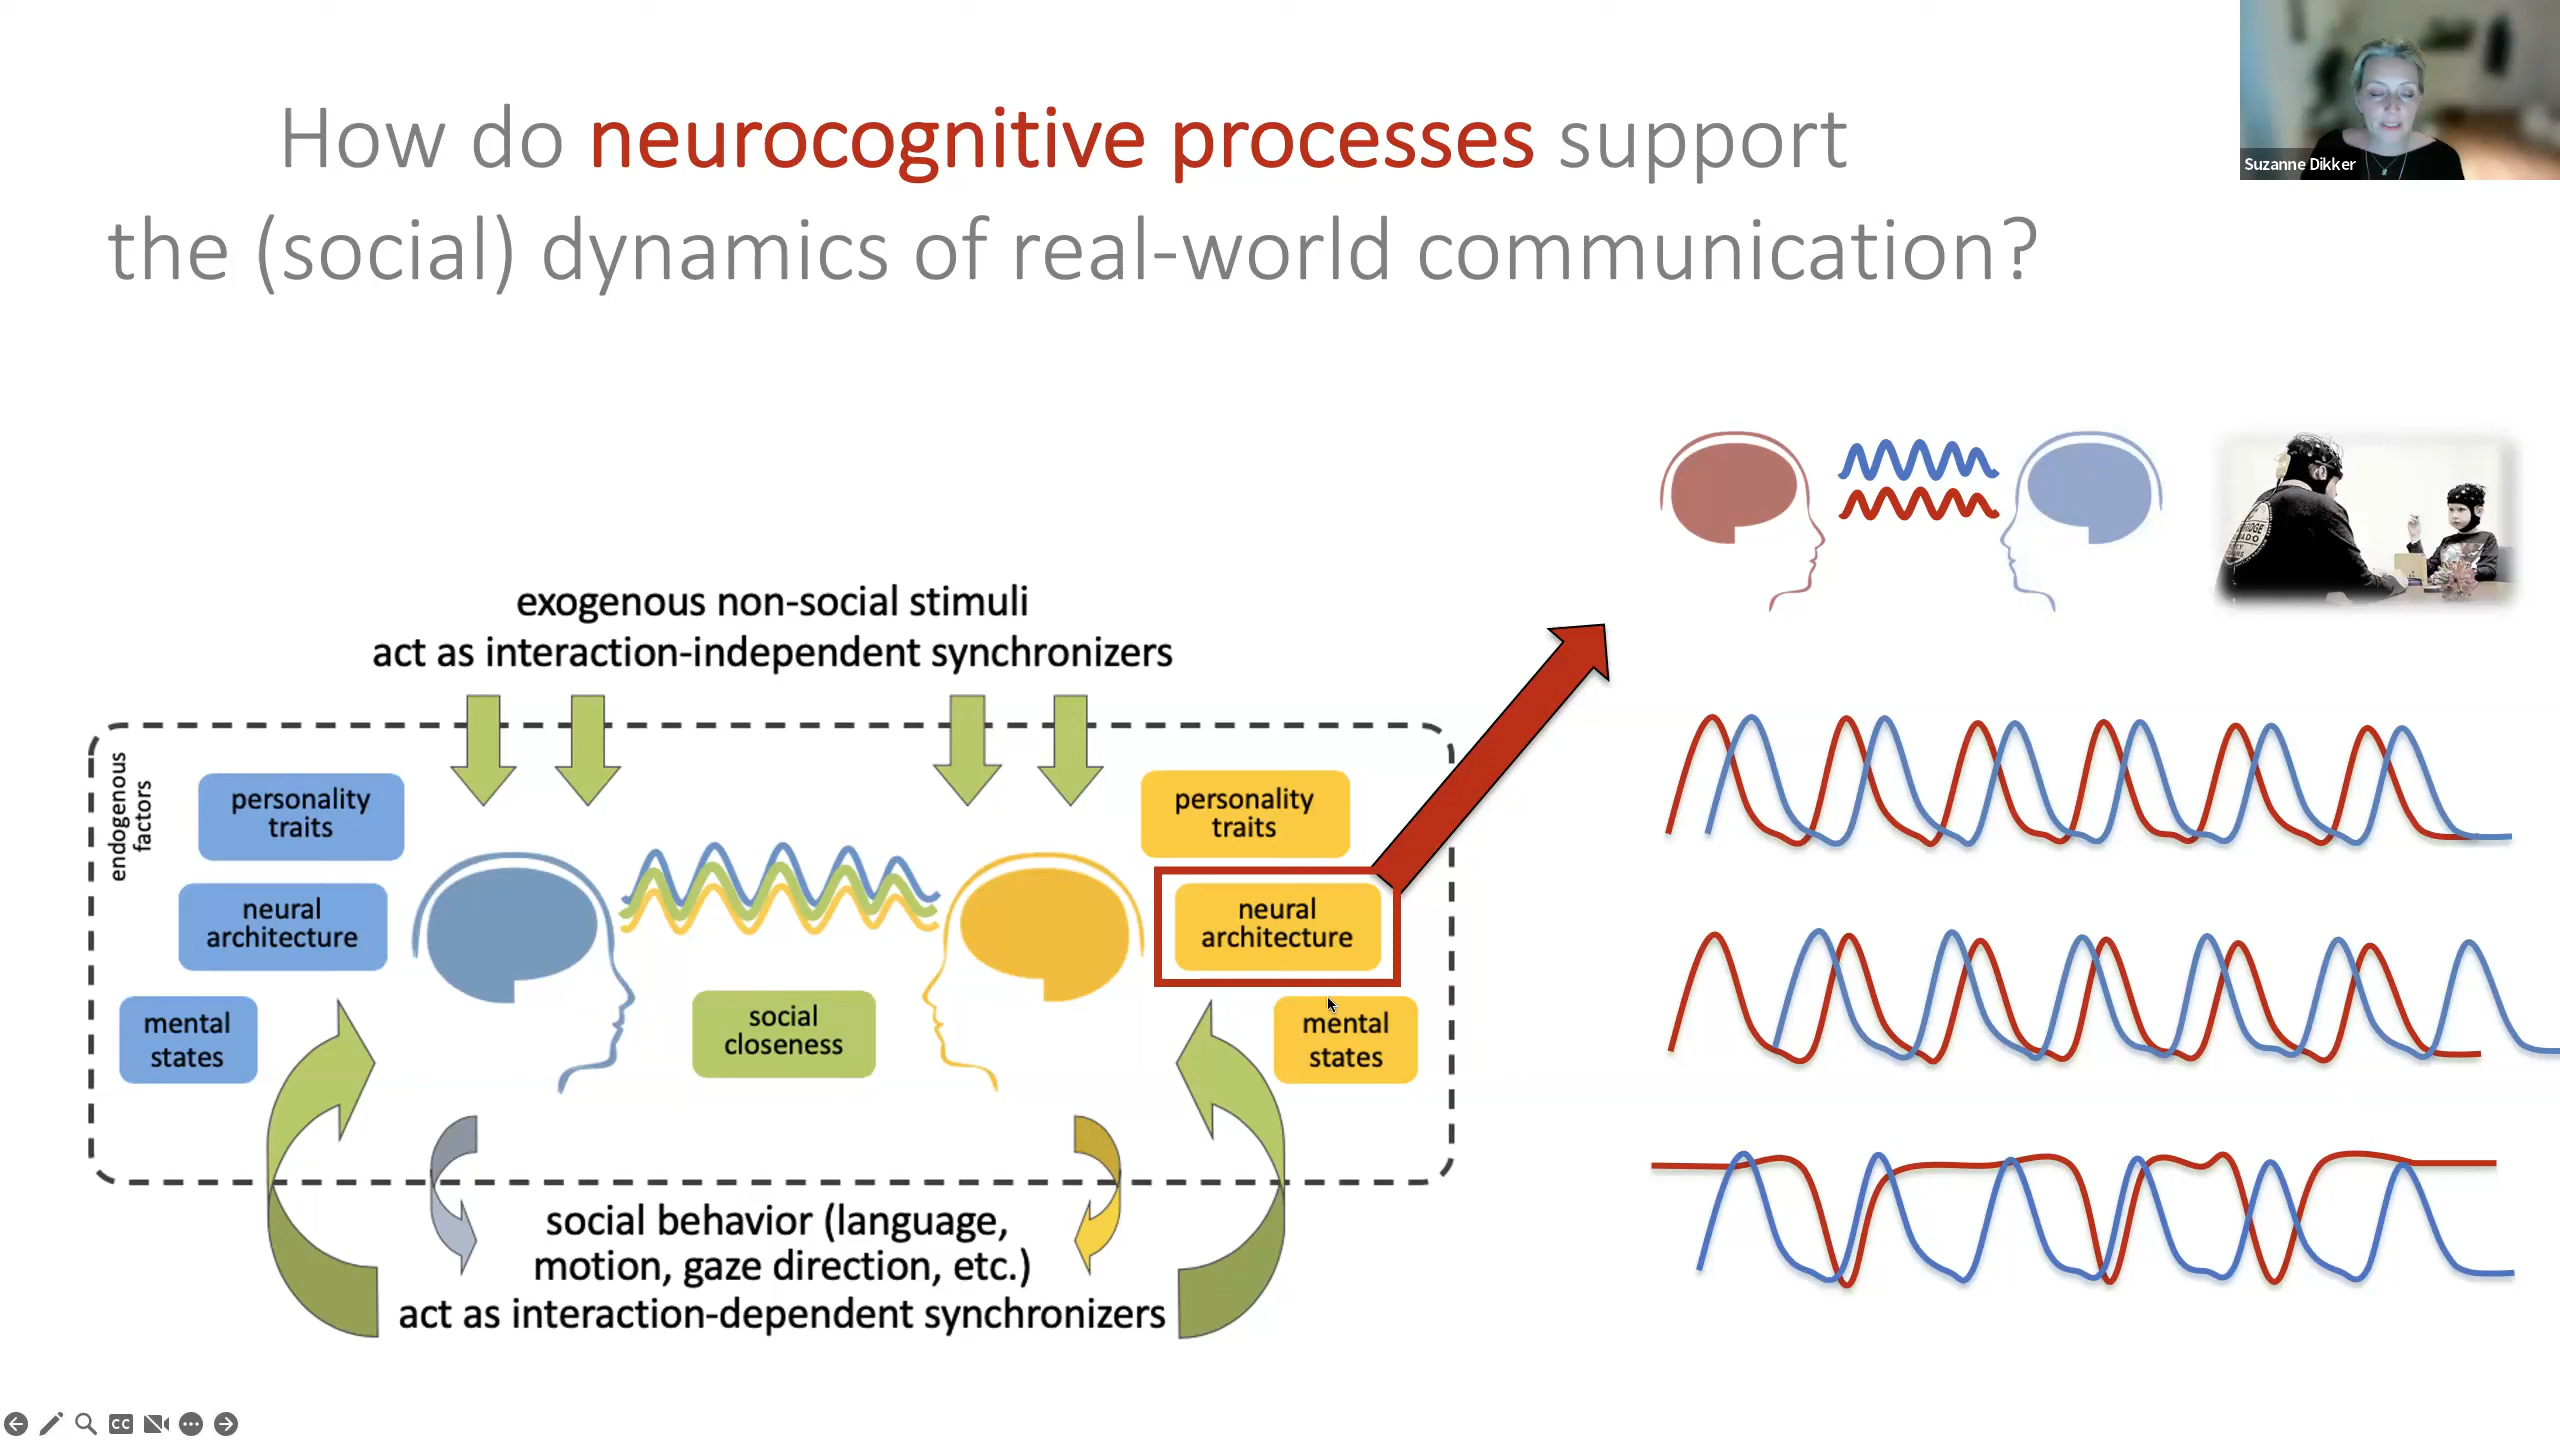 How do neurocognitive processes support
the (social) dynamics of real-world communication?
Suzanne Dikker
exogenous non-social stimuli
act as interaction-independent synchronizers
endogenous
factors
personality
traits
neural
architecture
mental
states
social
closeness
personality
traits
neural
architecture
mental
states
social behavior (language,
motion, gaze direction, etc.)
act as interaction-dependent synchronizers
CC